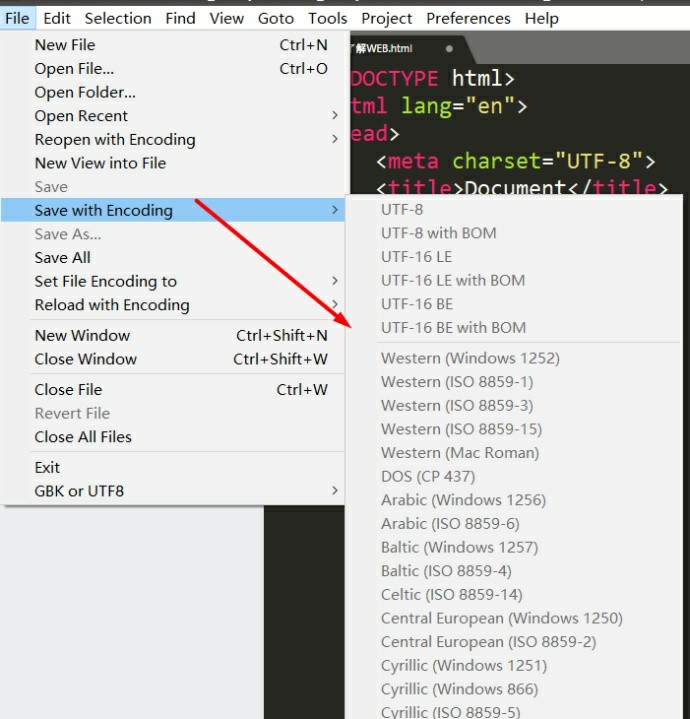 File Edit Selection Find View Goto Tools Project Preferences Help
New File Ctrl+N
Open File... Ctrl+O
Open Folder...
Open Recent
Reopen with Encoding
New View into File
Save
Save with Encoding
Save As...
Save All
Set File Encoding to
Reload with Encoding
New Window Ctrl+Shift+N
Close Window Ctrl+Shift+W
Close File Ctrl+W
Revert File
Close All Files
Exit
GBK or UTF8
解WEB.html
DOCTYPE html>
tml lang="en">
ead>
<meta charset="UTF-8">
<title>Document</title>
UTF-8
UTF-8 with BOM
UTF-16 LE
UTF-16 LE with BOM
UTF-16 BE
UTF-16 BE with BOM
Western (Windows 1252)
Western (ISO 8859-1)
Western (ISO 8859-3)
Western (ISO 8859-15)
Western (Mac Roman)
DOS (CP 437)
Arabic (Windows 1256)
Arabic (ISO 8859-6)
Baltic (Windows 1257)
Baltic (ISO 8859-4)
Celtic (ISO 8859-14)
Central European (Windows 1250)
Central European (ISO 8859-2)
Cyrillic (Windows 1251)
Cyrillic (Windows 866)
Cyrillic (ISO 8859-5)